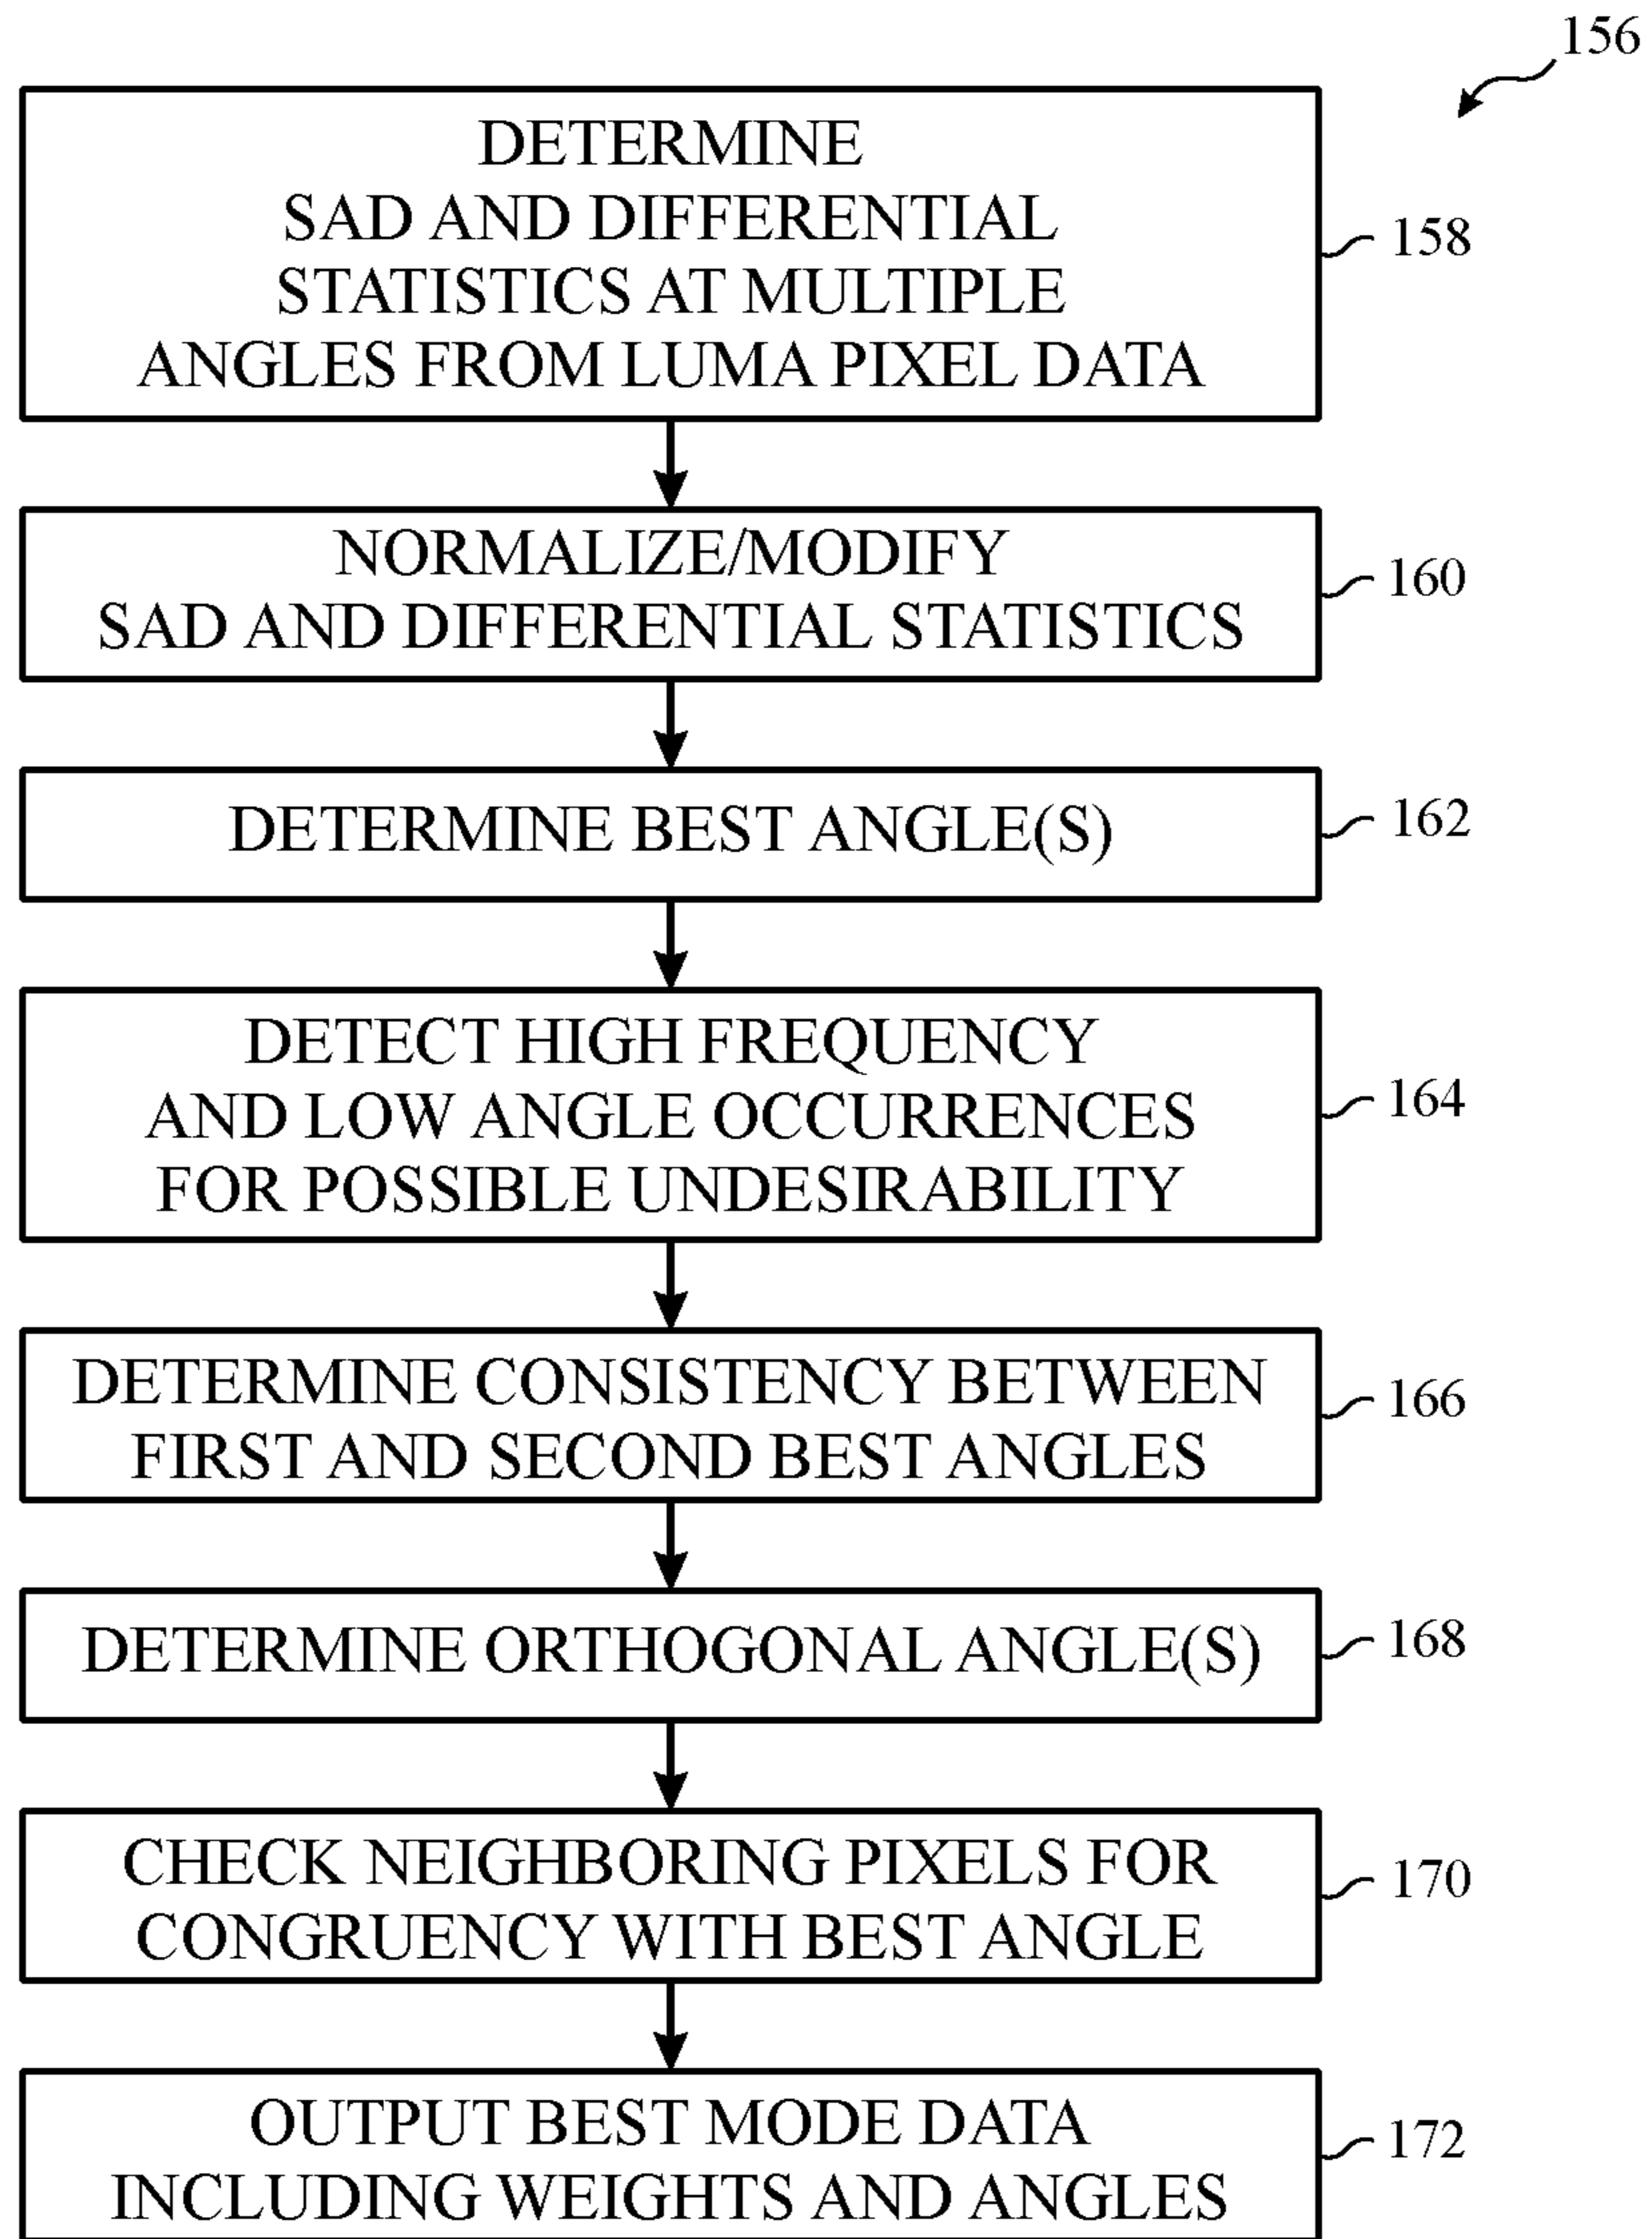 156
DETERMINE
SAD AND DIFFERENTIAL
STATISTICS AT MULTIPLE
ANGLES FROM LUMA PIXEL DATA
158
NORMALIZE/MODIFY
SAD AND DIFFERENTIAL STATISTICS
160
DETERMINE BEST ANGLE(S)
162
DETECT HIGH FREQUENCY
AND LOW ANGLE OCCURRENCES
FOR POSSIBLE UNDESIRABILITY
164
DETERMINE CONSISTENCY BETWEEN
FIRST AND SECOND BEST ANGLES
166
DETERMINE ORTHOGONAL ANGLE(S)
168
CHECK NEIGHBORING PIXELS FOR
CONGRUENCY WITH BEST ANGLE
170
OUTPUT BEST MODE DATA
INCLUDING WEIGHTS AND ANGLES
172